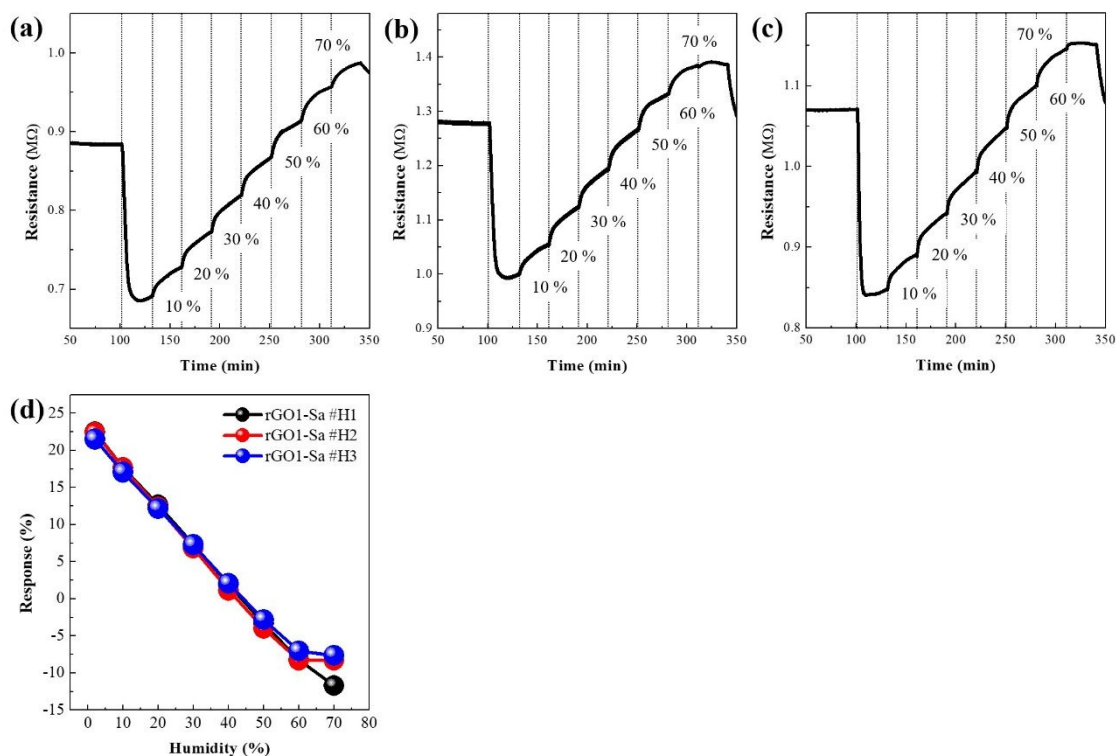 (a)
70 %
60 %
50 %
40 %
30 %
20 %
10 %
1.0
0.9
0.8
0.7
Resistance (MΩ)
50 100 150 200 250 300 350
Time (min)
(b)
70 %
60 %
50 %
40 %
30 %
20 %
10 %
1.4
1.3
1.2
1.1
1.0
0.9
Resistance (MΩ)
50 100 150 200 250 300 350
Time (min)
(c)
70 %
60 %
50 %
40 %
30 %
20 %
10 %
1.1
1.0
0.9
0.8
Resistance (MΩ)
50 100 150 200 250 300 350
Time (min)
(d)
rGO1-Sa #H1
rGO1-Sa #H2
rGO1-Sa #H3
25
20
15
10
5
0
-5
-10
-15
Response (%)
0 10 20 30 40 50 60 70 80
Humidity (%)